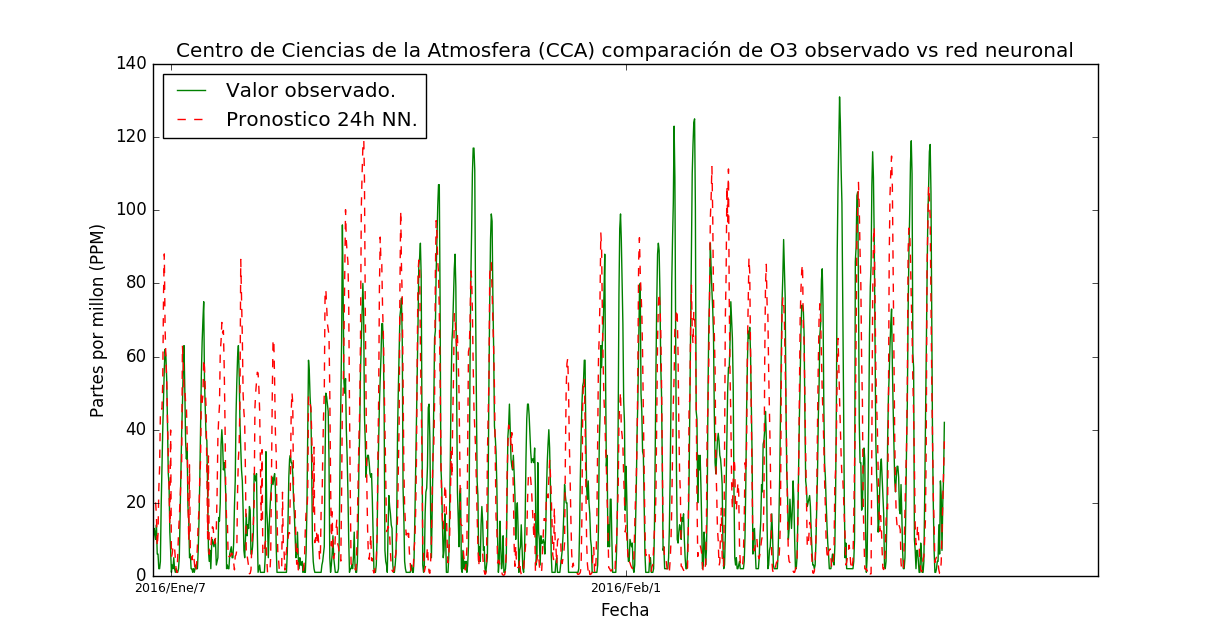 Centro de Ciencias de la Atmosfera (CCA) comparación de O3 observado vs red neuronal
Valor observado.
Pronostico 24h NN.
Partes por millon (PPM)
140
120
100
80
60
40
20
0
2016/Ene/7
2016/Feb/1
Fecha